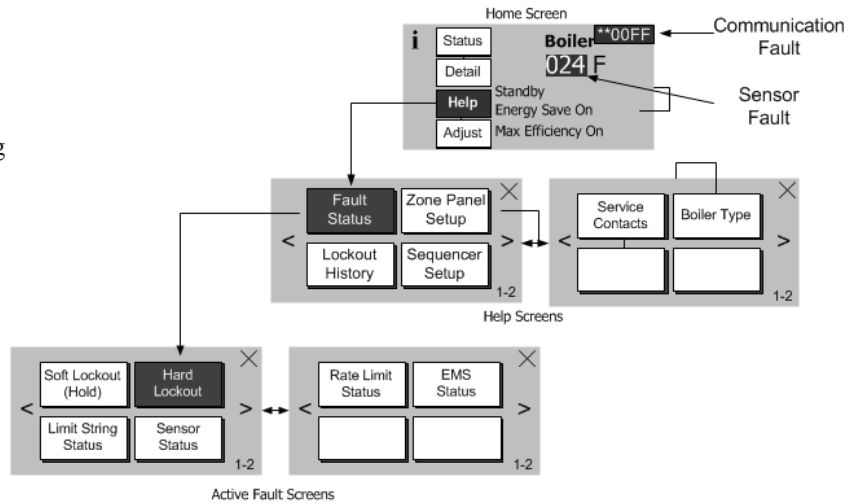 Home Screen
i
Status
Detail
Help
Adjust
Boiler
**00FF
024 F
Standby
Energy Save On
Max Efficiency On
Communication
Fault
Sensor
Fault
g
Fault
Status
Zone Panel
Setup
Lockout
History
Sequencer
Setup
< >
1-2
Service
Contacts
Boiler Type
< >
1-2
Help Screens
Soft Lockout
(Hold)
Hard
Lockout
Limit String
Status
Sensor
Status
< >
1-2
Rate Limit
Status
EMS
Status
< >
1-2
Active Fault Screens